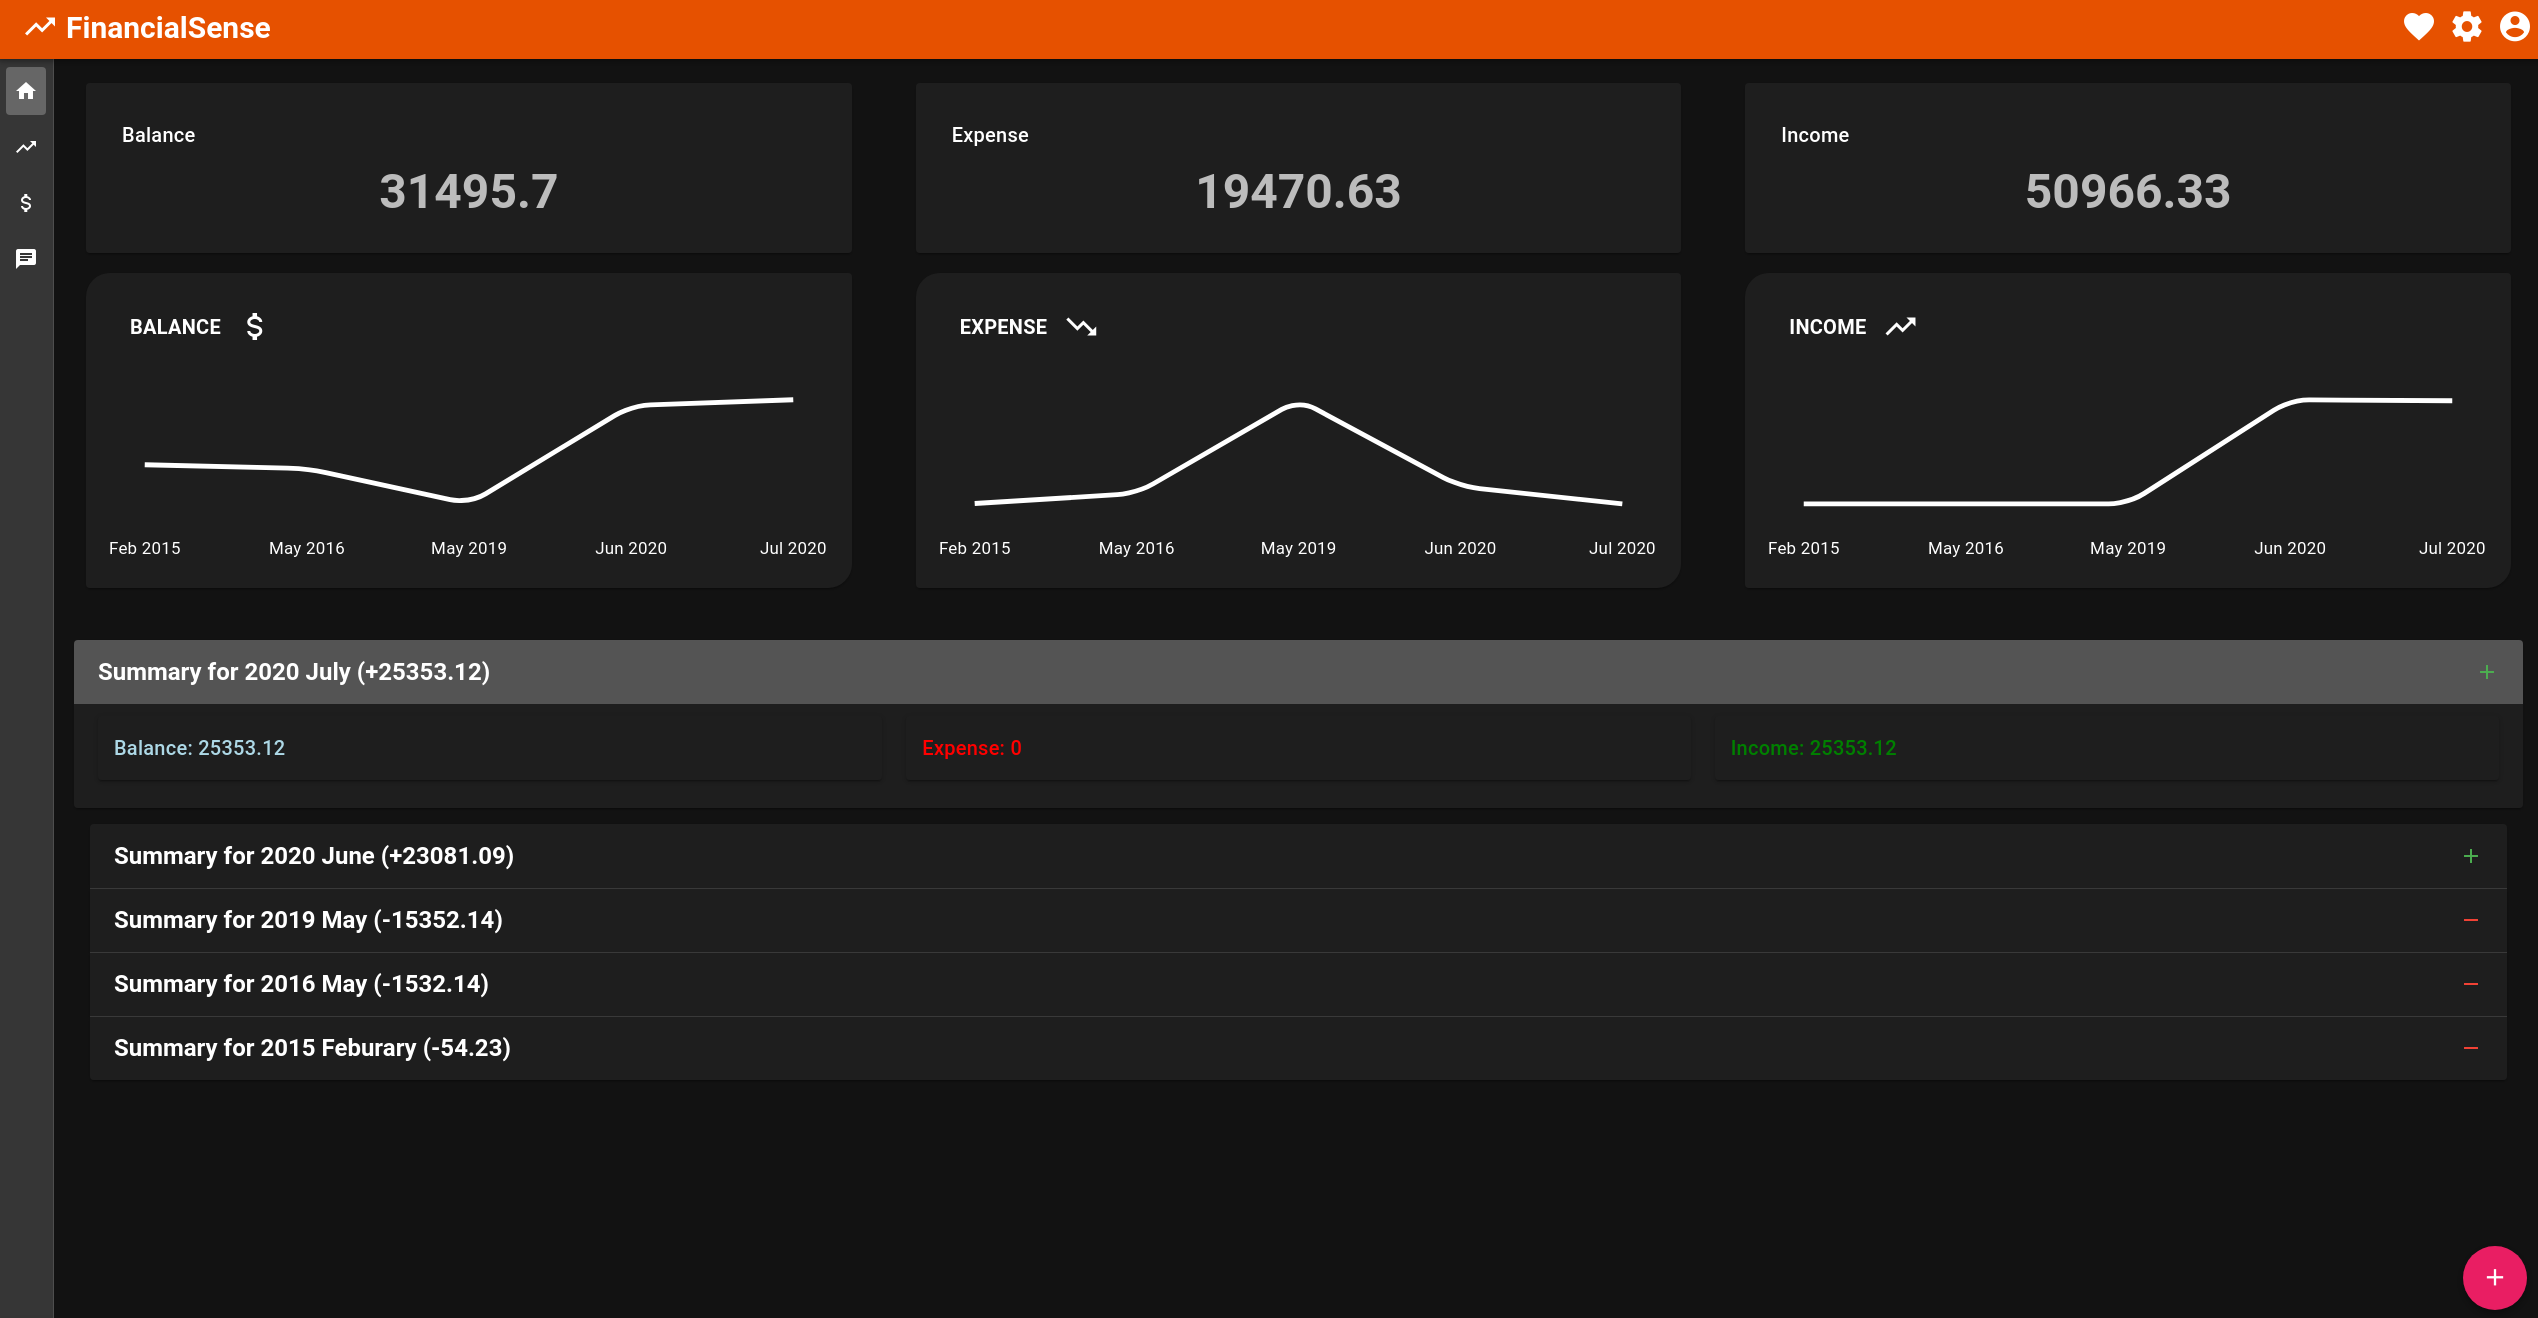 FinancialSense
Balance
31495.7
Expense
19470.63
Income
50966.33
BALANCE
Feb 2015 May 2016 May 2019 Jun 2020 Jul 2020
EXPENSE
Feb 2015 May 2016 May 2019 Jun 2020 Jul 2020
INCOME
Feb 2015 May 2016 May 2019 Jun 2020 Jul 2020
Summary for 2020 July (+25353.12)
Balance: 25353.12
Expense: 0
Income: 25353.12
Summary for 2020 June (+23081.09)
Summary for 2019 May (-15352.14)
Summary for 2016 May (-1532.14)
Summary for 2015 Feburary (-54.23)